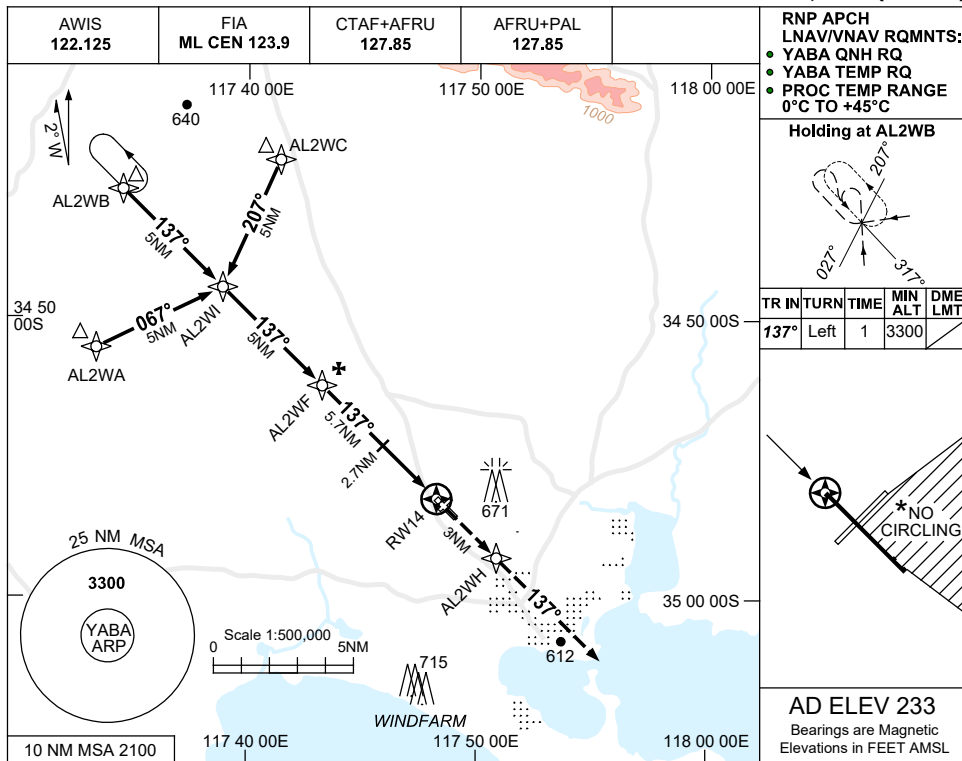 AWIS
122.125
FIA
ML CEN 123.9
CTAF+AFRU
127.85
AFRU+PAL
127.85
RNP APCH
LNAV/VNAV RQMNTS:
YABA QNH RQ
YABA TEMP RQ
PROC TEMP RANGE
0°C TO +45°C
117 40 00E
117 50 00E
118 00 00E
1000
2° W
640
AL2WC
AL2WB
137°
5NM
207°
5NM
067°
5NM
AL2WI
AL2WA
34 50
00S
34 50 00S
137°
5NM
AL2WF
137°
5.7NM
2.7NM
RW14
671
3NM
AL2WH
137°
35 00 00S
612
715
WINDFARM
25 NM MSA
3300
YABA
ARP
Scale 1:500,000
0
5NM
10 NM MSA 2100
117 40 00E
117 50 00E
118 00 00E
Holding at AL2WB
207°
027°
317°
TR IN
TURN
TIME
MIN
ALT
DME
LMT
137°
Left
1
3300
*NO
CIRCLING
AD ELEV 233
Bearings are Magnetic
Elevations in FEET AMSL